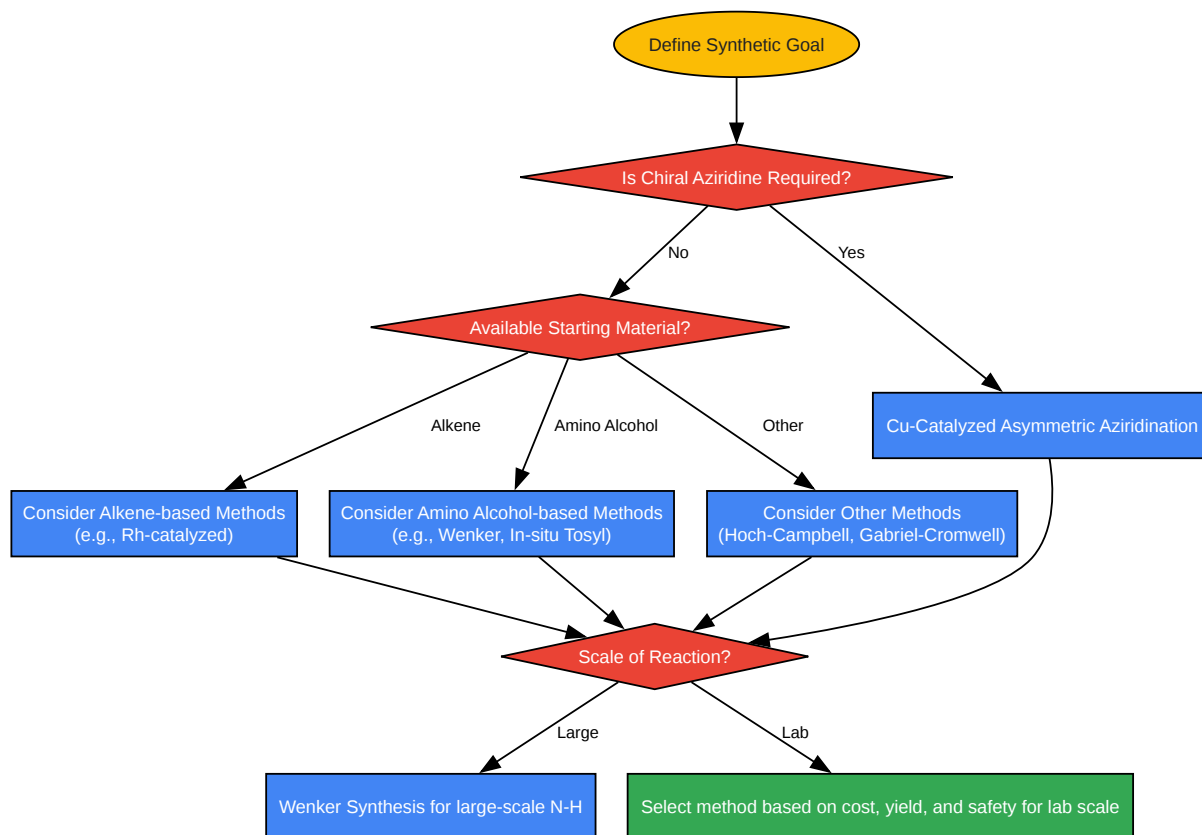 Define Synthetic Goal
Is Chiral Aziridine Required?
No
Yes
Available Starting Material?
Alkene
Amino Alcohol
Other
Cu-Catalyzed Asymmetric Aziridination
Consider Alkene-based Methods
(e.g., Rh-catalyzed)
Consider Amino Alcohol-based Methods
(e.g., Wenker, In-situ Tosyl)
Consider Other Methods
(Hoch-Campbell, Gabriel-Cromwell)
Scale of Reaction?
Large
Lab
Wenker Synthesis for large-scale N-H
Select method based on cost, yield, and safety for lab scale